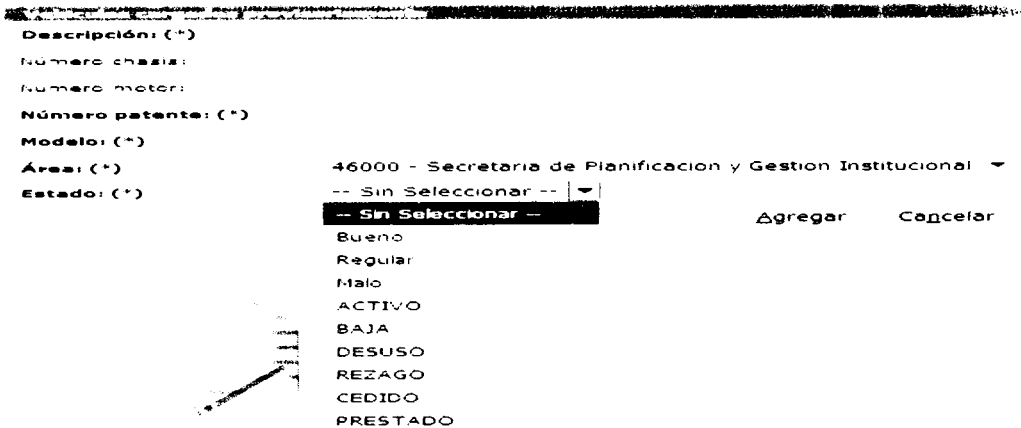 Descripción: (*)
Número chasis:
Número motor:
Número patente: (*)
Modelo: (*)
Área: (*) 46000 - Secretaria de Planificacion y Gestion Institucional
Estado: (*) -- Sin Seleccionar --
-- Sin Seleccionar --
Agregar Cancelar
Bueno
Regular
Malo
ACTIVO
BAJA
DESUSO
REZAGO
CEDIDO
PRESTADO